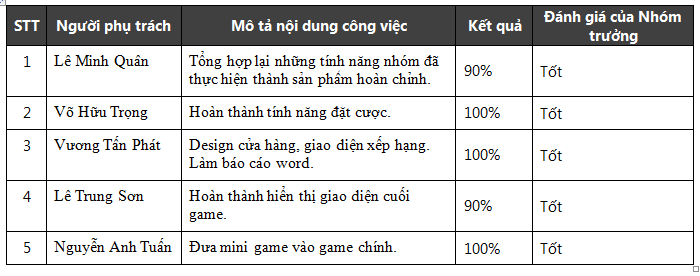 STT Người phụ trách Mô tả nội dung công việc Kết quả Đánh giá của Nhóm
trưởng
1 Lê Minh Quân Tổng hợp lại những tính năng nhóm đã
thực hiện thành sản phẩm hoàn chỉnh. 90% Tốt
2 Võ Hữu Trọng Hoàn thành tính năng đặt cược. 100% Tốt
3 Vương Tấn Phát Design cửa hàng, giao diện xếp hạng.
Làm báo cáo word. 100% Tốt
4 Lê Trung Sơn Hoàn thành hiển thị giao diện cuối
game. 90% Tốt
5 Nguyễn Anh Tuấn Đưa mini game vào game chính. 100% Tốt